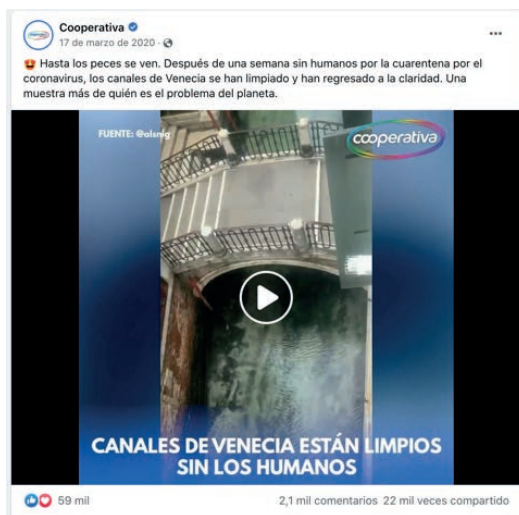 Cooperativa
17 de marzo de 2020 ·
Hasta los peces se ven. Después de una semana sin humanos por la cuarentena por el
coronavirus, los canales de Venecia se han limpiado y han regresado a la claridad. Una
muestra más de quién es el problema del planeta.
FUENTE: @alsnig
cooperativa
CANALES DE VENECIA ESTÁN LIMPIOS
SIN LOS HUMANOS
59 mil
2,1 mil comentarios 22 mil veces compartido